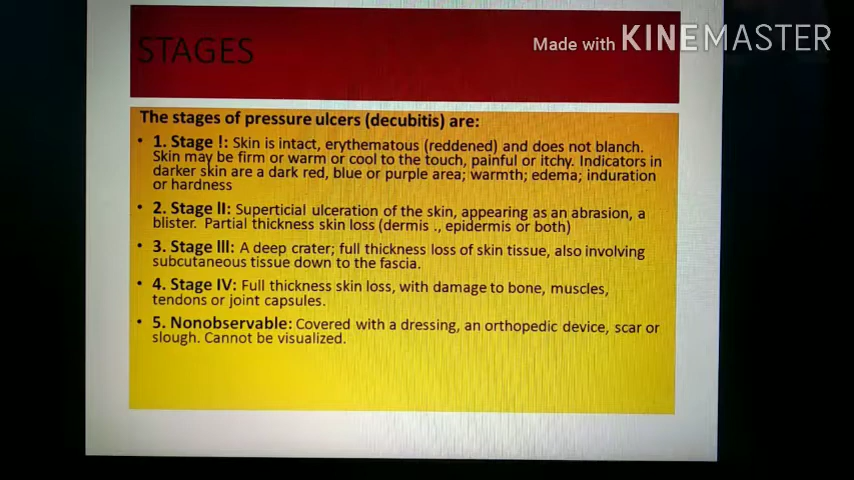 STAGES
Made with KINEMASTER
The stages of pressure ulcers (decubitis) are:
• 1. Stage !: Skin is intact, erythematous (reddened) and does not blanch.
Skin may be firm or warm or cool to the touch, painful or itchy. Indicators in
darker skin are a dark red, blue or purple area; warmth; edema; induration
or hardness
• 2. Stage II: Superticial ulceration of the skin, appearing as an abrasion, a
blister. Partial thickness skin loss (dermis ., epidermis or both)
• 3. Stage III: A deep crater; full thickness loss of skin tissue, also involving
subcutaneous tissue down to the fascia.
• 4. Stage IV: Full thickness skin loss, with damage to bone, muscles,
tendons or joint capsules.
• 5. Nonobservable: Covered with a dressing, an orthopedic device, scar or
slough. Cannot be visualized.